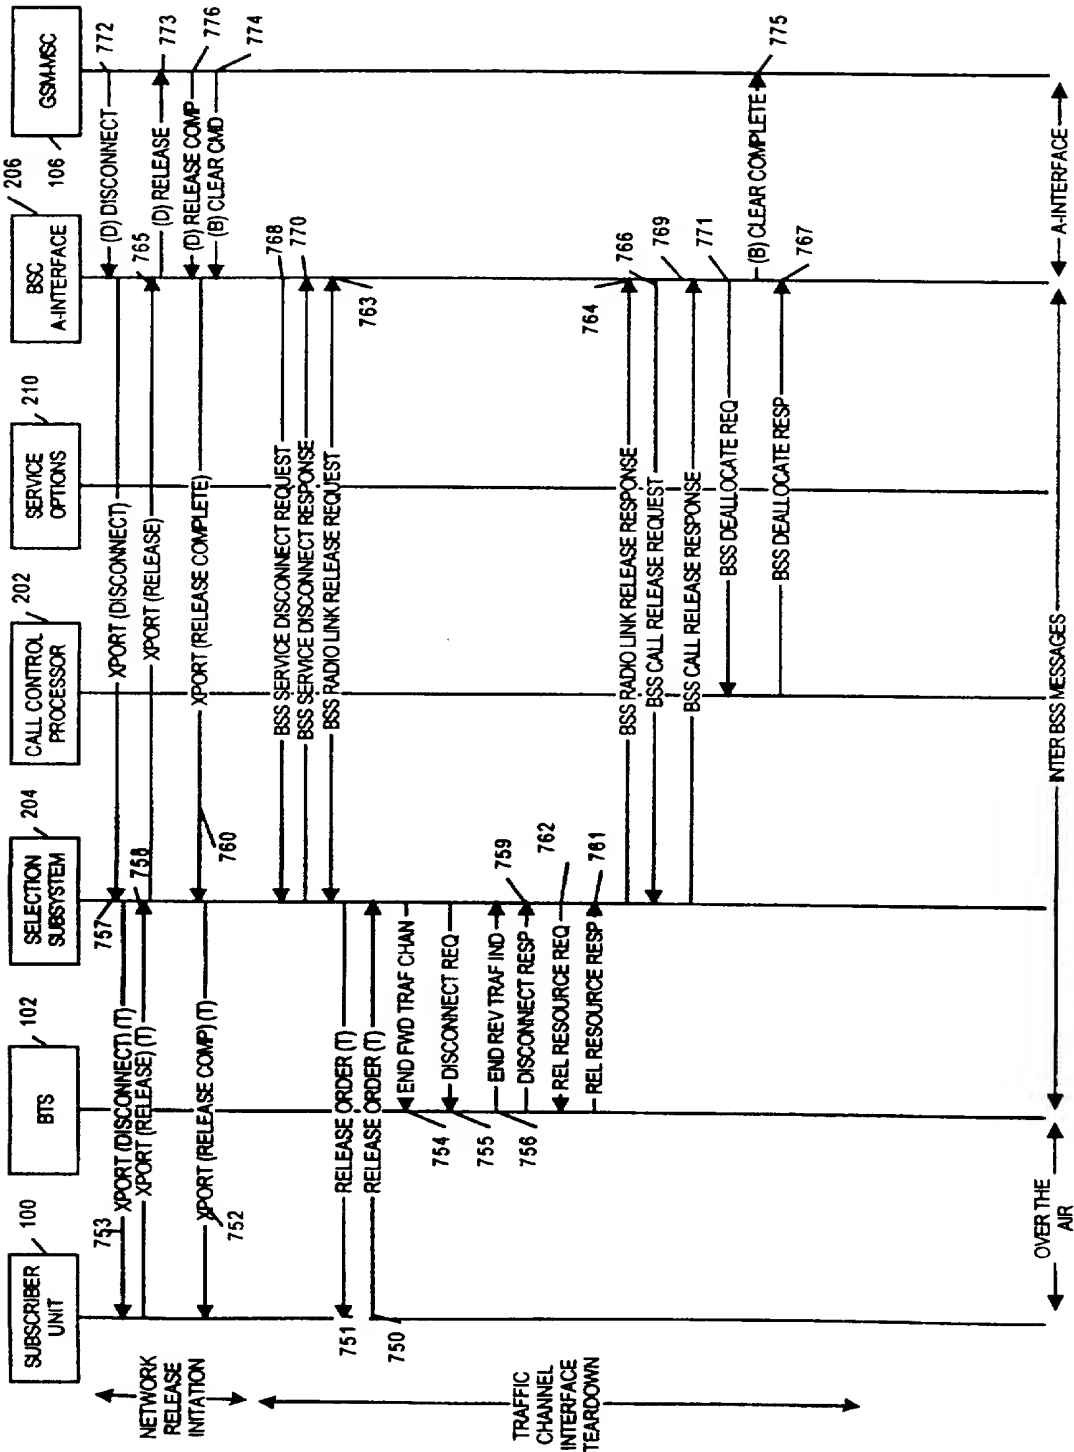 SUBSCRIBER
UNIT
100
BTS
102
SELECTION
SUBSYSTEM
204
CALL CONTROL
PROCESSOR
202
SERVICE
OPTIONS
210
BSC
A-INTERFACE
206
GSM-MSC
106
NETWORK
RELEASE
INITATION
(D) DISCONNECT
772
XPORT (DISCONNECT)
757
XPORT (DISCONNECT) (T)
753
XPORT (RELEASE) (T)
758
XPORT (RELEASE)
765
(D) RELEASE
773
(D) RELEASE COMP
776
XPORT (RELEASE COMPLETE)
760
XPORT (RELEASE COMP) (T)
752
(B) CLEAR CMD
774
TRAFFIC
CHANNEL
INTERFACE
TEARDOWN
BSS SERVICE DISCONNECT REQUEST
768
BSS SERVICE DISCONNECT RESPONSE
770
BSS RADIO LINK RELEASE REQUEST
763
RELEASE ORDER (T)
751
RELEASE ORDER (T)
750
END FWD TRAF CHAN
754
DISCONNECT REQ
755
END REV TRAF IND
756
DISCONNECT RESP
759
REL RESOURCE REQ
762
REL RESOURCE RESP
761
BSS RADIO LINK RELEASE RESPONSE
764
BSS CALL RELEASE REQUEST
766
BSS CALL RELEASE RESPONSE
769
BSS DEALLOCATE REQ
771
(B) CLEAR COMPLETE
775
BSS DEALLOCATE RESP
767
OVER THE
AIR
INTER BSS MESSAGES
A-INTERFACE